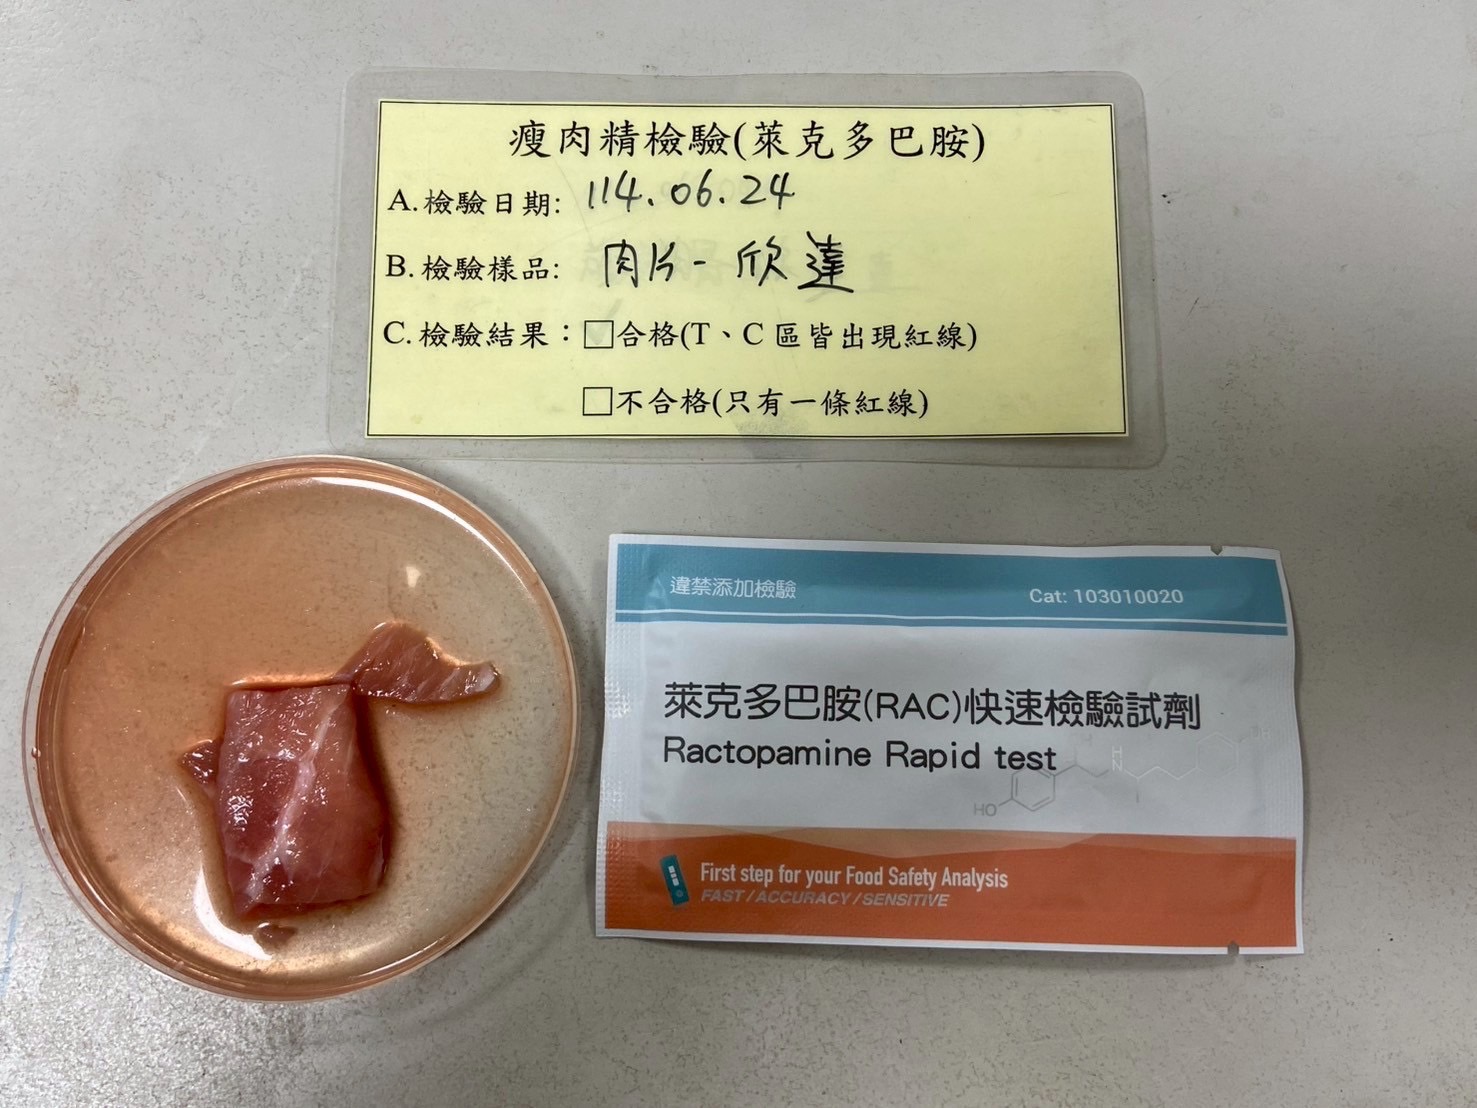 瘦肉精檢驗(萊克多巴胺)
A.檢驗日期: 114.06.24
B.檢驗樣品: 肉片-欣達
C.檢驗結果：□合格(T、C區皆出現紅線)
□不合格(只有一條紅線)
違禁添加檢驗
Cat: 103010020
萊克多巴胺(RAC)快速檢驗試劑
Ractopamine Rapid test
HO
First step for your Food Safety Analysis
FAST / ACCURACY / SENSITIVE